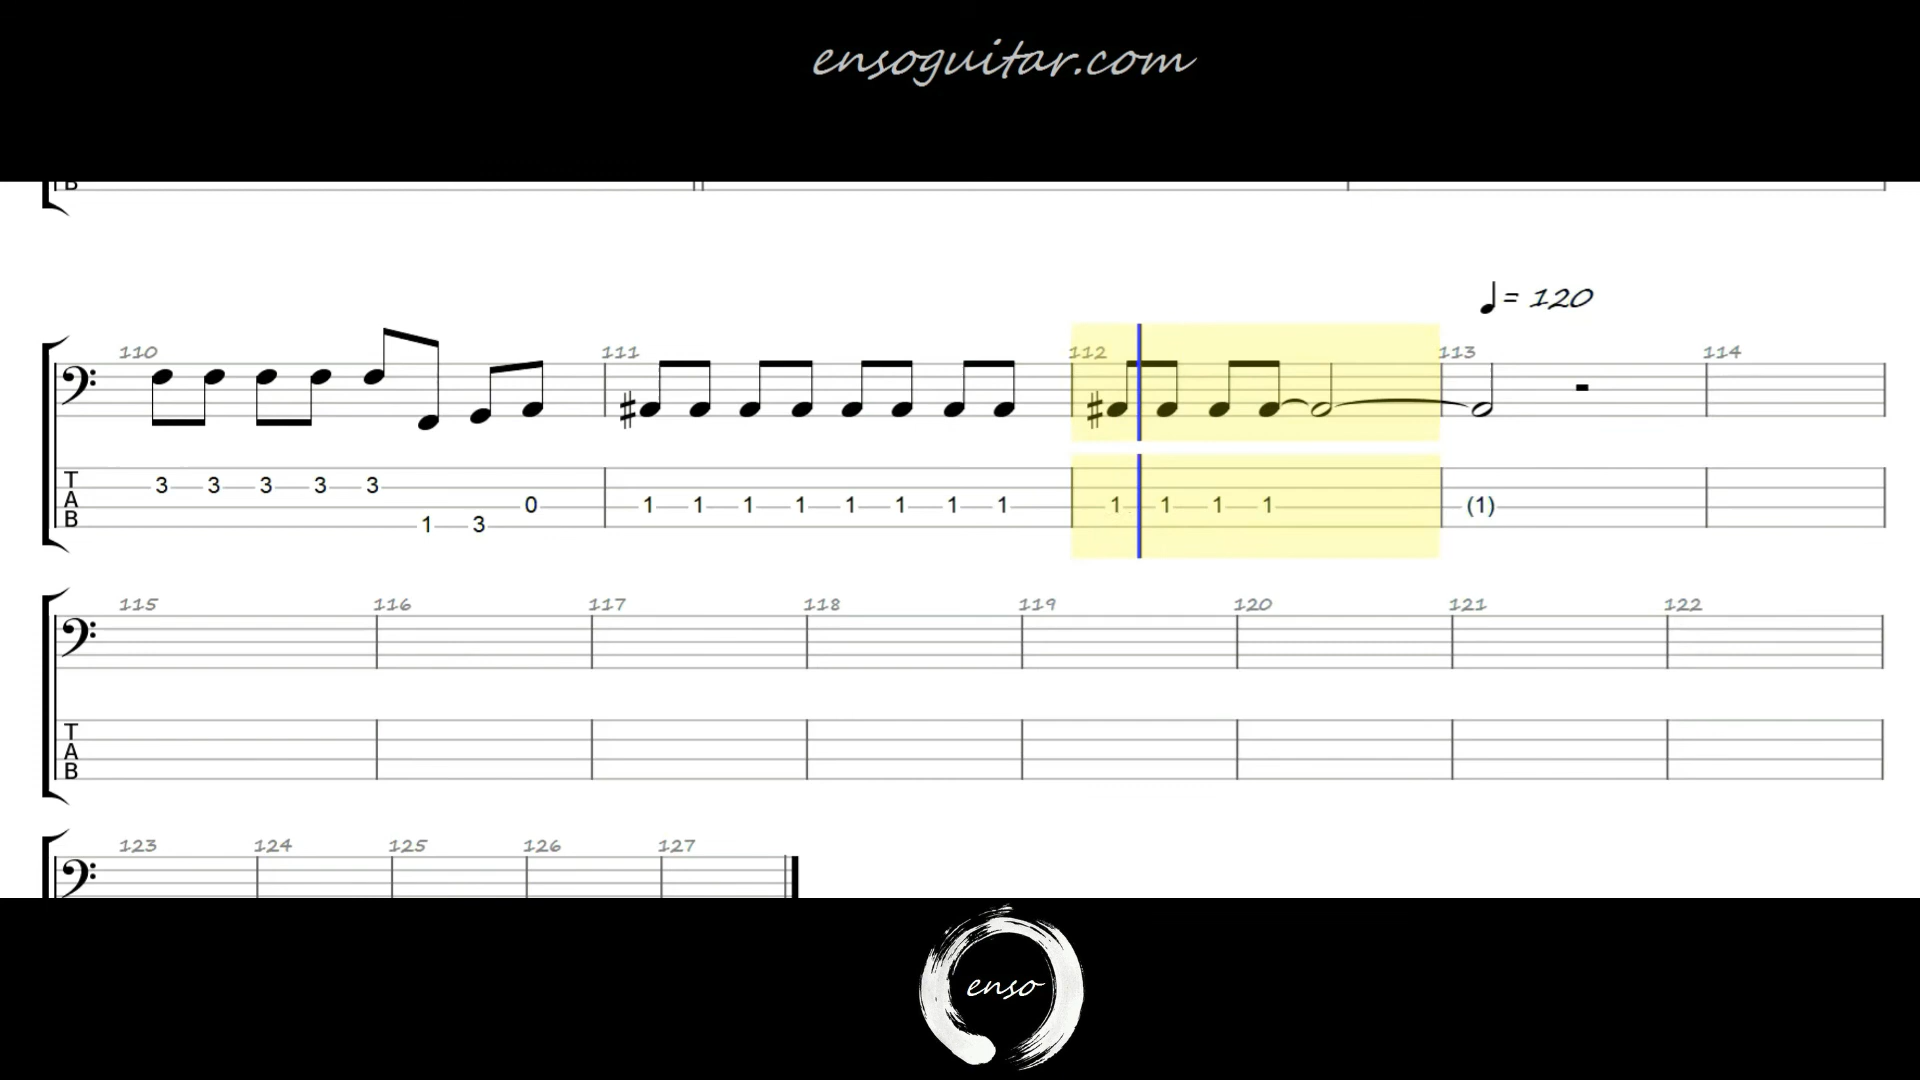 ensoguitar.com
B
= 120
110 111 112 113 114
T 3 3 3 3 3
A 0 1 1 1 1 1 1 1 1 1 1 1 1 (1)
B 1 3
115 116 117 118 119 120 121 122
T
A
B
123 124 125 126 127
enso